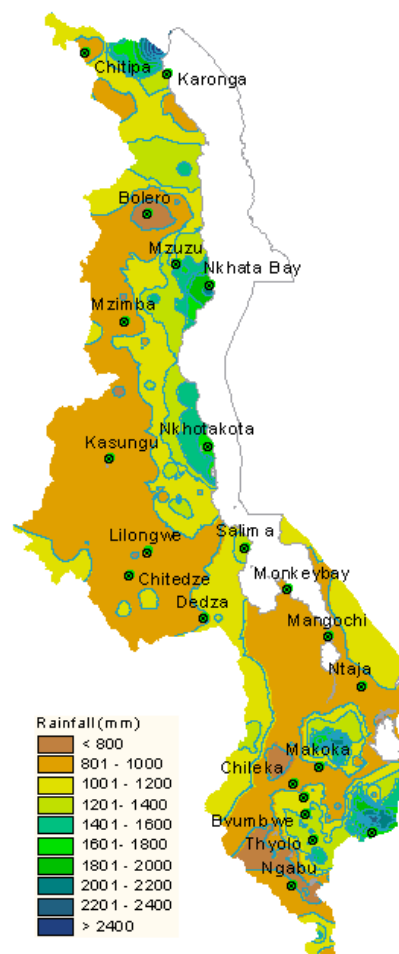 Chitipa
Karonga
Bolero
Mzuzu
Nkhata Bay
Mzimba
Nkhotakota
Kasungu
Lilongwe
Salima
Chitedze
Monkeybay
Dedza
Mangochi
Ntaja
Makoka
Chileka
Bvumbwe
Thyolo
Ngabu
Rainfall (mm)
< 800
801 - 1000
1001 - 1200
1201 - 1400
1401 - 1600
1601 - 1800
1801 - 2000
2001 - 2200
2201 - 2400
> 2400